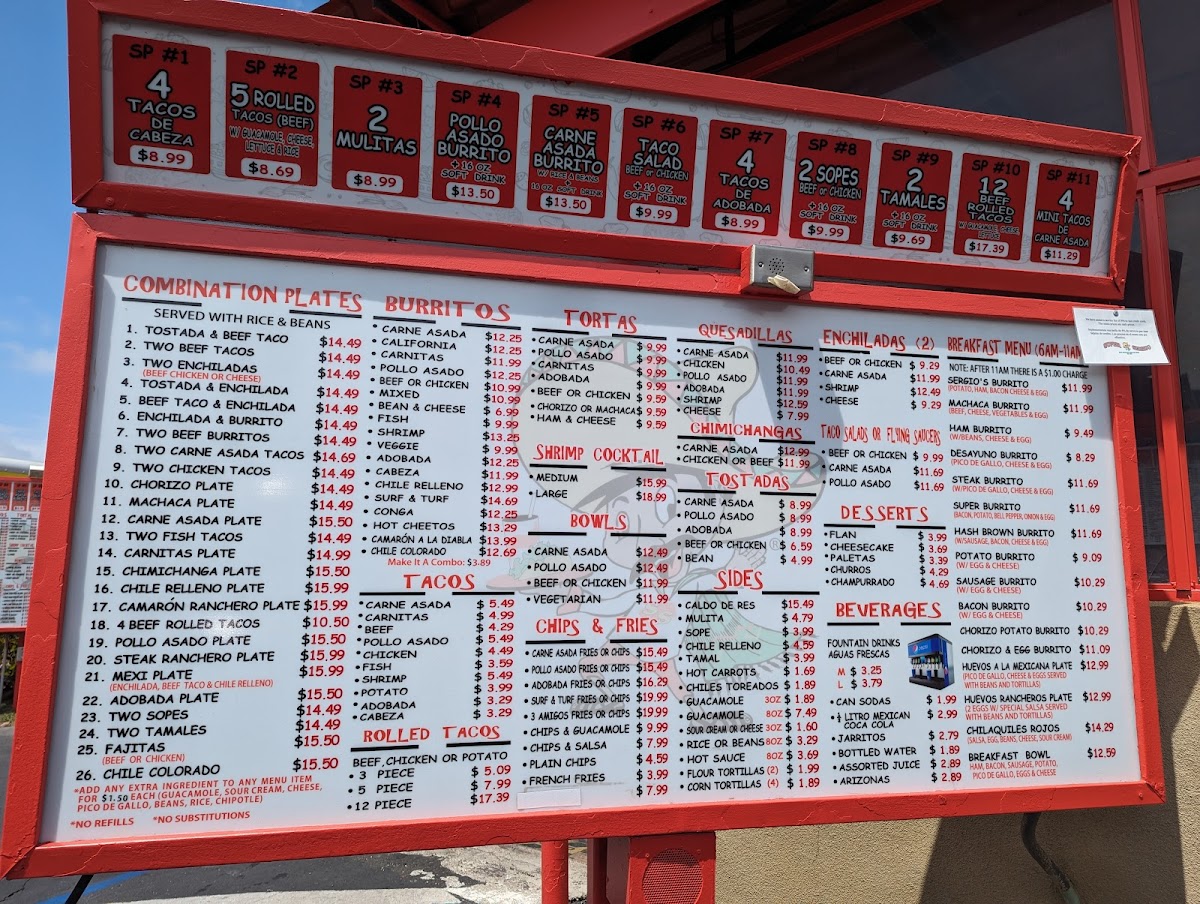 SP #1
4
TACOS
DE
CABEZA
$8.99
SP #2
5 ROLLED
TACOS (BEEF)
W/ GUACAMOLE, CHEESE,
LETTUCE & RICE
$8.69
SP #3
2
MULITAS
$8.99
SP #4
POLLO
ASADO
BURRITO
+ 16 OZ
SOFT DRINK
$13.50
SP #5
CARNE
ASADA
BURRITO
W/ RICE & BEANS
+
16 OZ SOFT DRINK
$13.50
SP #6
TACO
SALAD
BEEF or CHICKEN
+ 16 OZ
SOFT DRINK
$9.99
SP #7
4
TACOS
DE
ADOBADA
$8.99
SP #8
2 SOPES
BEEF or CHICKEN
+ 16 OZ
SOFT DRINK
$9.99
SP #9
2
TAMALES
+ 16 OZ
SOFT DRINK
$9.69
SP #10
12
BEEF
ROLLED
TACOS
$17.39
SP #11
4
MINI TACOS
DE
CARNE ASADA
$11.29
COMBINATION PLATES
SERVED WITH RICE & BEANS
1. TOSTADA & BEEF TACO $14.49
2. TWO BEEF TACOS $14.49
3. TWO ENCHILADAS $14.49
(BEEF CHICKEN OR CHEESE)
4. TOSTADA & ENCHILADA $14.49
5. BEEF TACO & ENCHILADA $14.49
6. ENCHILADA & BURRITO $14.49
7. TWO BEEF BURRITOS $14.49
8. TWO CARNE ASADA TACOS $14.69
9. TWO CHICKEN TACOS $14.49
10. CHORIZO PLATE $14.49
11. MACHACA PLATE $14.49
12. CARNE ASADA PLATE $15.50
13. TWO FISH TACOS $14.49
14. CARNITAS PLATE $14.99
15. CHIMICHANGA PLATE $15.50
16. CHILE RELLENO PLATE $15.99
17. CAMARÓN RANCHERO PLATE $15.99
18. 4 BEEF ROLLED TACOS $10.50
19. POLLO ASADO PLATE $15.50
20. STEAK RANCHERO PLATE $15.99
21. MEXI PLATE $15.99
(ENCHILADA, BEEF TACO & CHILE RELLENO)
22. ADOBADA PLATE $15.50
23. TWO SOPES $14.49
24. TWO TAMALES $14.49
25. FAJITAS $15.50
(BEEF OR CHICKEN)
26. CHILE COLORADO $15.50
*ADD ANY EXTRA INGREDIENT TO ANY MENU ITEM
FOR $1.50 EACH (GUACAMOLE, SOUR CREAM, CHEESE,
PICO DE GALLO, BEANS, RICE, CHIPOTLE)
*NO REFILLS *NO SUBSTITUTIONS
BURRITOS
• CARNE ASADA $12.25
• CALIFORNIA $12.25
• CARNITAS $11.99
• POLLO ASADO $12.25
• BEEF OR CHICKEN $10.99
• MIXED $10.99
• BEAN & CHEESE $ 6.99
• FISH $ 9.99
• SHRIMP $13.25
• VEGGIE $ 9.99
• ADOBADA $12.25
• CABEZA $11.99
• CHILE RELLENO $12.99
• SURF & TURF $14.69
• CONGA $12.25
• HOT CHEETOS $13.29
• CAMARÓN A LA DIABLA $13.99
• CHILE COLORADO $12.69
Make It A Combo: $3.89
TACOS
• CARNE ASADA $ 5.49
• CARNITAS $ 4.99
• BEEF $ 4.29
• POLLO ASADO $ 5.49
• CHICKEN $ 4.49
• FISH $ 3.59
• SHRIMP $ 5.49
• POTATO $ 3.99
• ADOBADA $ 3.29
• CABEZA $ 3.29
ROLLED TACOS
BEEF, CHICKEN OR POTATO
• 3 PIECE $ 5.09
• 5 PIECE $ 7.99
• 12 PIECE $17.39
TORTAS
• CARNE ASADA $ 9.99
• POLLO ASADO $ 9.99
• CARNITAS $ 9.99
• ADOBADA $ 9.99
• BEEF OR CHICKEN $ 9.59
• CHORIZO OR MACHACA $ 9.59
• HAM & CHEESE $ 9.59
SHRIMP COCKTAIL
• MEDIUM $15.99
• LARGE $18.99
BOWLS
• CARNE ASADA $12.49
• POLLO ASADO $12.49
• BEEF OR CHICKEN $11.99
• VEGETARIAN $11.99
CHIPS & FRIES
• CARNE ASADA FRIES OR CHIPS $15.49
• POLLO ASADO FRIES OR CHIPS $15.49
• ADOBADA FRIES OR CHIPS $16.29
• SURF & TURF FRIES OR CHIPS $19.99
• 3 AMIGOS FRIES OR CHIPS $19.99
• CHIPS & GUACAMOLE $ 9.99
• CHIPS & SALSA $ 7.99
• PLAIN CHIPS $ 4.59
• FRENCH FRIES $ 3.99
$ 7.99
QUESADILLAS
• CARNE ASADA $11.99
• CHICKEN $10.49
• POLLO ASADO $11.99
• ADOBADA $11.99
• SHRIMP $12.59
• CHEESE $ 7.99
CHIMICHANGAS
• CARNE ASADA $12.99
• CHICKEN OR BEEF $11.99
TOSTADAS
• CARNE ASADA $ 8.99
• POLLO ASADO $ 8.99
• ADOBADA $ 8.99
• BEEF OR CHICKEN $ 6.59
• BEAN $ 4.99
SIDES
• CALDO DE RES $15.49
• MULITA $ 4.79
• SOPE $ 3.99
• CHILE RELLENO $ 4.59
• TAMAL $ 3.99
• HOT CARROTS $ 1.69
• CHILES TOREADOS $ 1.89
• GUACAMOLE 3OZ $ 1.89
• GUACAMOLE 8OZ $ 7.49
• SOUR CREAM OR CHEESE 3OZ $ 1.60
• RICE OR BEANS 8OZ $ 3.29
• HOT SAUCE 8OZ $ 3.69
• FLOUR TORTILLAS (2) $ 1.99
• CORN TORTILLAS (4) $ 1.89
ENCHILADAS (2)
• BEEF OR CHICKEN $ 9.29
• CARNE ASADA $11.99
• SHRIMP $12.49
• CHEESE $ 9.29
TACO SALADS OR FLYING SAUCERS
• BEEF OR CHICKEN $ 9.99
• CARNE ASADA $11.69
• POLLO ASADO $11.69
DESSERTS
• FLAN $ 3.99
• CHEESECAKE $ 3.69
• PALETAS $ 3.99
• CHURROS $ 4.29
• CHAMPURRADO $ 4.69
BEVERAGES
FOUNTAIN DRINKS
AGUAS FRESCAS
M $ 3.25
L $ 3.79
• CAN SODAS $ 1.99
• ½ LITRO MEXICAN $ 2.99
COCA COLA
• JARRITOS $ 2.79
• BOTTLED WATER $ 1.89
• ASSORTED JUICE $ 2.89
• ARIZONAS $ 2.89
BREAKFAST MENU (6AM-11AM
NOTE: AFTER 11AM THERE IS A $1.00 CHARGE
SERGIO'S BURRITO $11.99
(POTATO, HAM, BACON CHEESE & EGG)
MACHACA BURRITO $11.99
(BEEF, CHEESE, VEGETABLES & EGG)
HAM BURRITO $ 9.49
(W/BEANS, CHEESE & EGG)
DESAYUNO BURRITO $ 8.29
(PICO DE GALLO, CHEESE & EGG)
STEAK BURRITO $11.69
(W/PICO DE GALLO, CHEESE & EGG)
SUPER BURRITO $11.69
(BACON, POTATO, BELL PEPPER, ONION & EGG)
HASH BROWN BURRITO $11.69
(W/SAUSAGE, BACON, CHEESE & EGG)
POTATO BURRITO $ 9.09
(W/ EGG & CHEESE)
SAUSAGE BURRITO $10.29
(W/ EGG & CHEESE)
BACON BURRITO $10.29
(W/ EGG & CHEESE)
CHORIZO POTATO BURRITO $10.29
CHORIZO & EGG BURRITO $11.09
HUEVOS A LA MEXICANA PLATE $12.99
(PICO DE GALLO, CHEESE & EGGS SERVED
WITH BEANS AND TORTILLAS)
HUEVOS RANCHEROS PLATE $12.99
(2 EGGS W/ SPECIAL SALSA SERVED
WITH BEANS AND TORTILLAS)
CHILAQUILES ROJOS $14.29
(SALSA, EGG, BEANS, CHEESE, SOUR CREAM)
BREAKFAST BOWL $12.59
HAM, BACON, SAUSAGE, POTATO,
PICO DE GALLO, EGGS & CHEESE